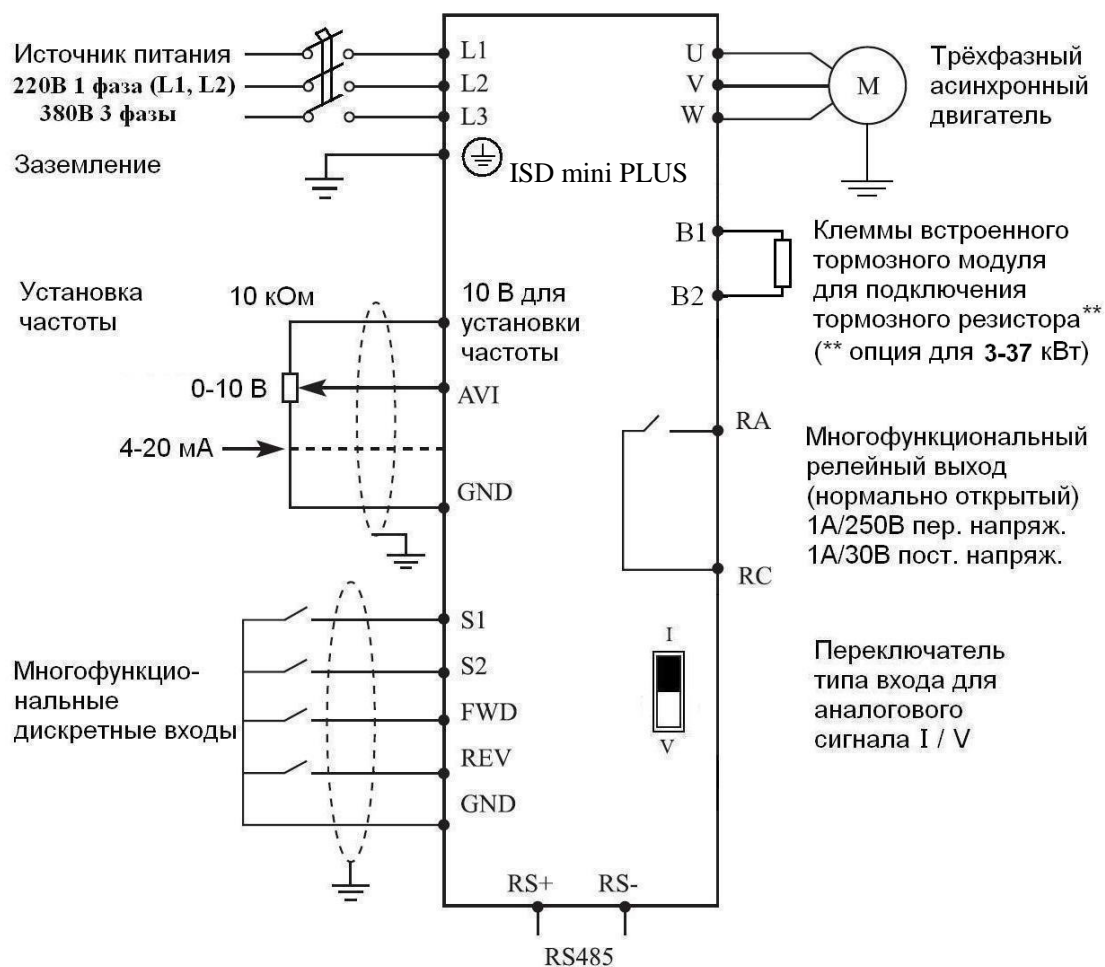 Источник питания
220В 1 фаза (L1, L2)
380В 3 фазы
Заземление
L1
L2
L3
ISD mini PLUS
U
V
W
M
Трёхфазный
асинхронный
двигатель
B1
B2
Клеммы встроенного
тормозного модуля
для подключения
тормозного резистора**
(** опция для 3-37 кВт)
Установка
частоты
10 кОм
0-10 В
4-20 мА
10 В для
установки
частоты
AVI
GND
RA
RC
Многофункциональный
релейный выход
(нормально открытый)
1А/250В пер. напряж.
1А/30В пост. напряж.
Многофункцио-
нальные
дискретные входы
S1
S2
FWD
REV
GND
I
V
Переключатель
типа входа для
аналогового
сигнала I / V
RS+ RS-
RS485